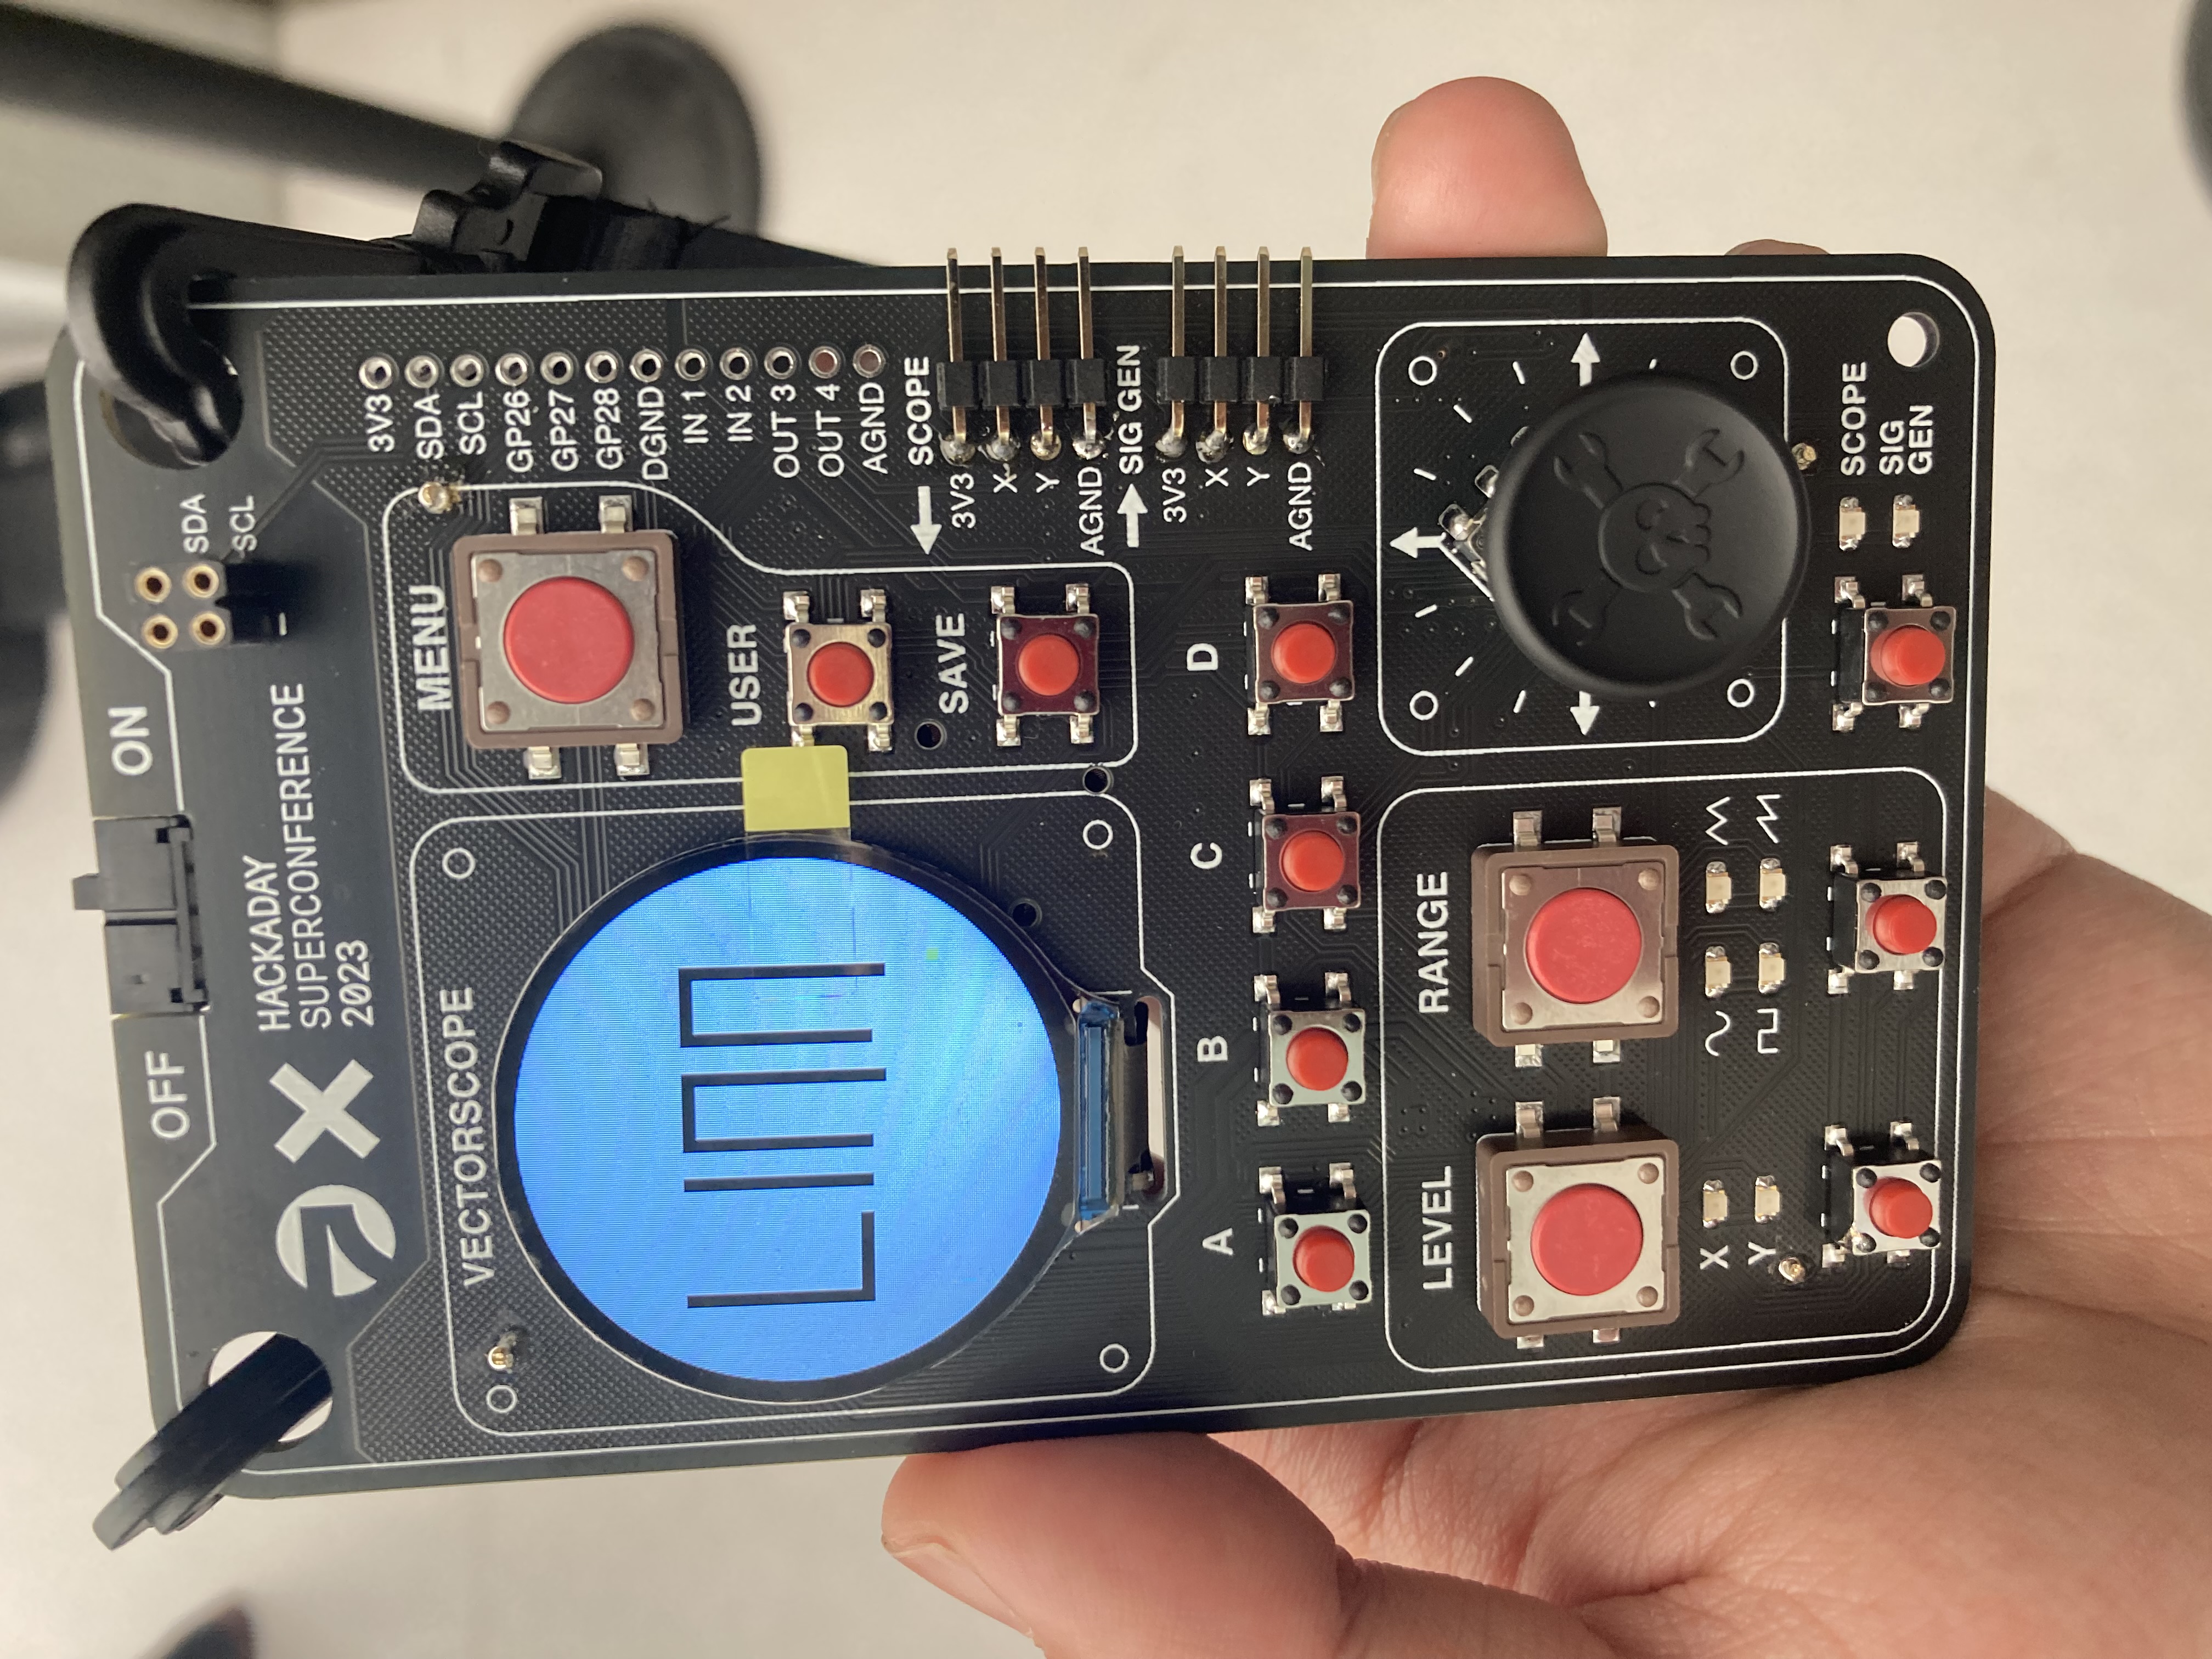 OFF
ON
SDA
SCL
HACKADAY
SUPERCONFERENCE
2023
VECTORSCOPE
LINN
MENU
USER
SAVE
3V3
SDA
SCL
GP26
GP27
GP28
DGND
IN 1
IN 2
OUT 3
OUT 4
AGND
SCOPE
3V3
X
Y
AGND
SIG GEN
3V3
X
Y
AGND
A B C D
LEVEL RANGE
X
Y
SCOPE
SIG
GEN